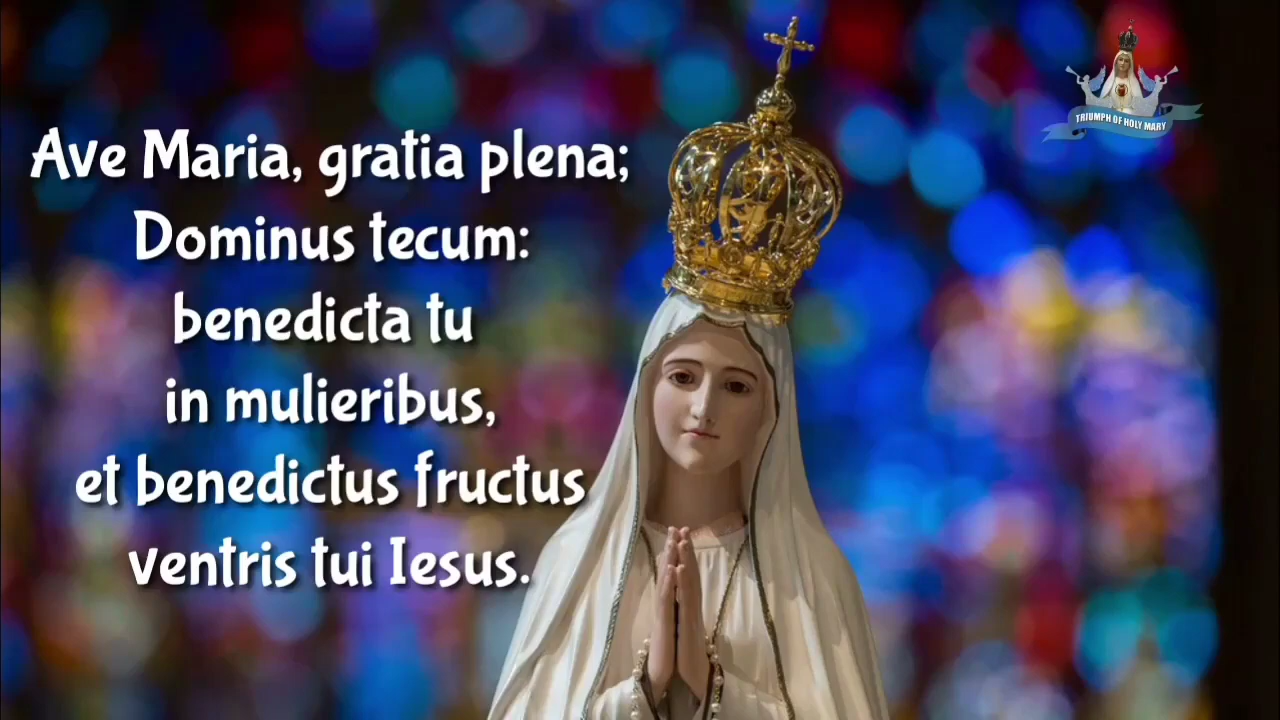 Ave Maria, gratia plena;
Dominus tecum:
benedicta tu
in mulieribus,
et benedictus fructus
ventris tui Iesus.
TRIUMPH OF HOLY MARY